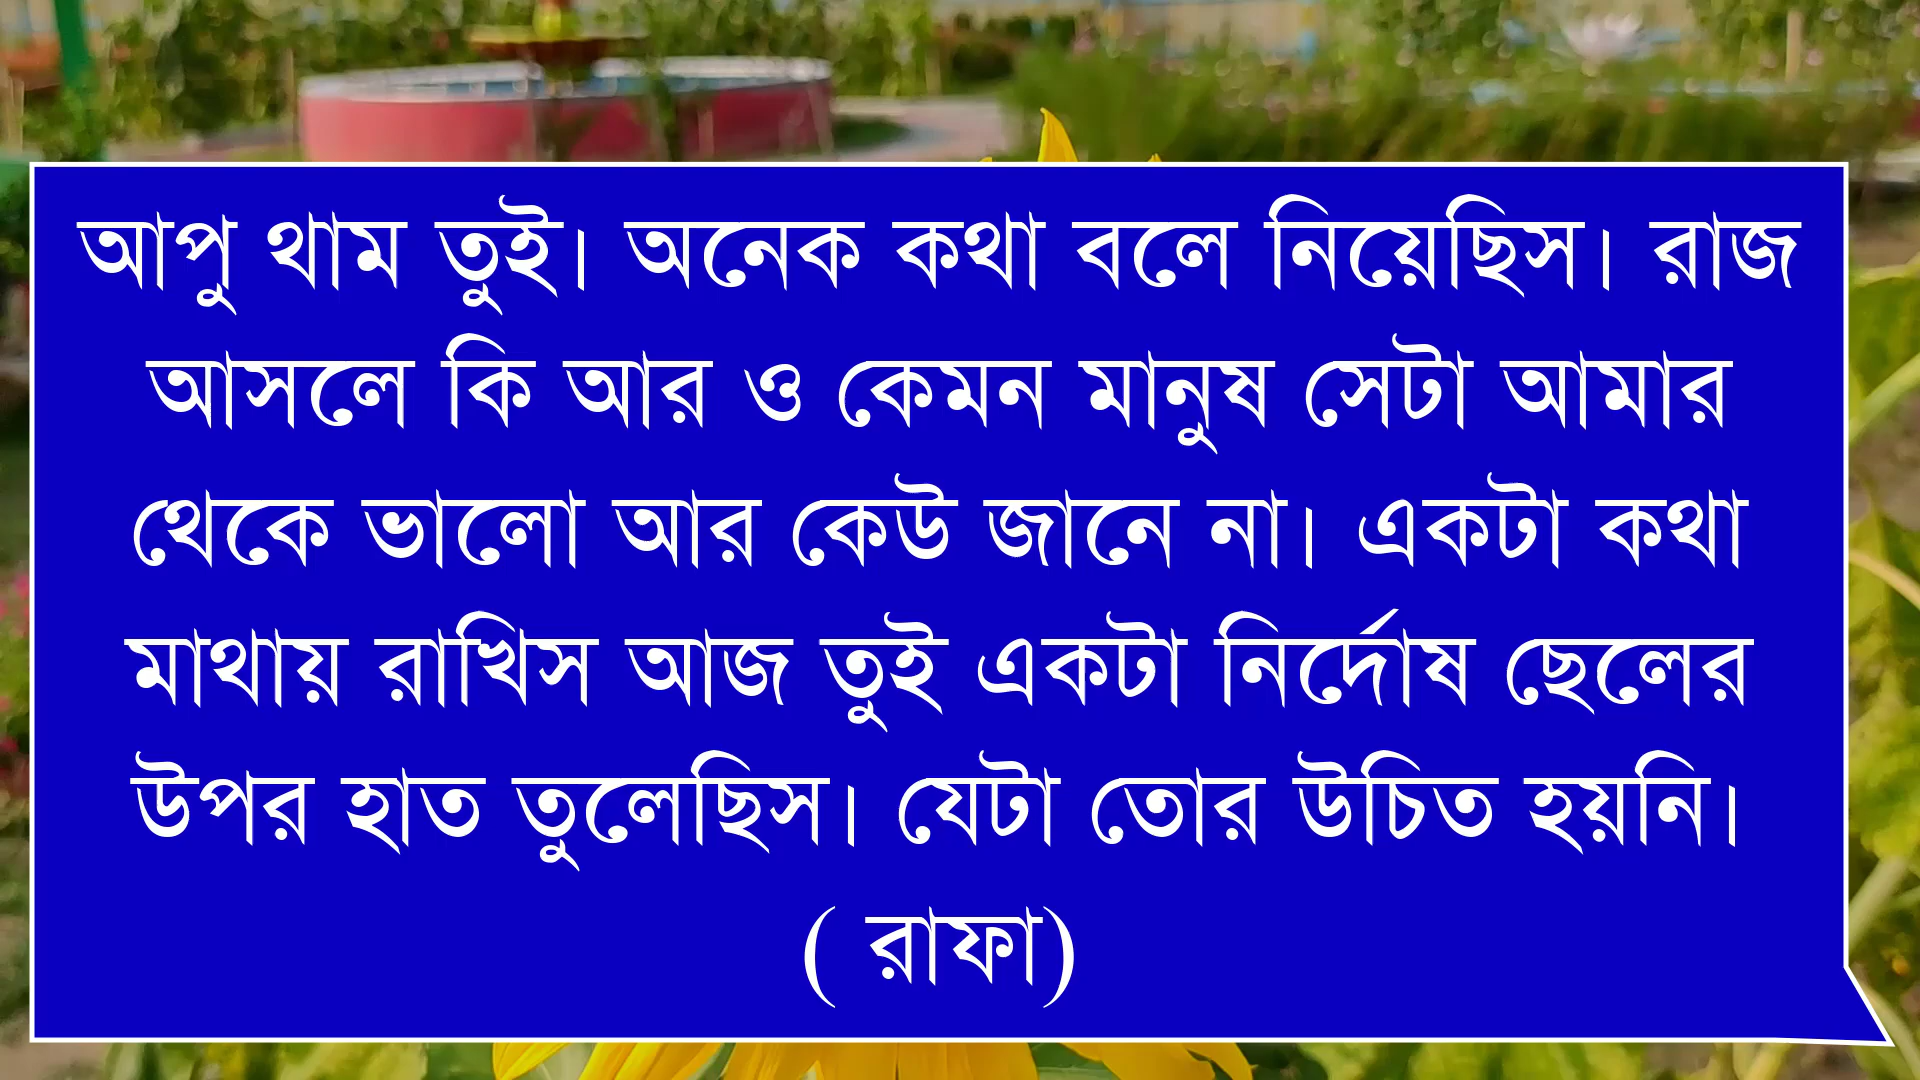 আপু থাম তুই। অনেক কথা বলে নিয়েছিস। রাজ
আসলে কি আর ও কেমন মানুষ সেটা আমার
থেকে ভালো আর কেউ জানে না। একটা কথা
মাথায় রাখিস আজ তুই একটা নির্দোষ ছেলের
উপর হাত তুলেছিস। যেটা তোর উচিত হয়নি।
( রাফা)